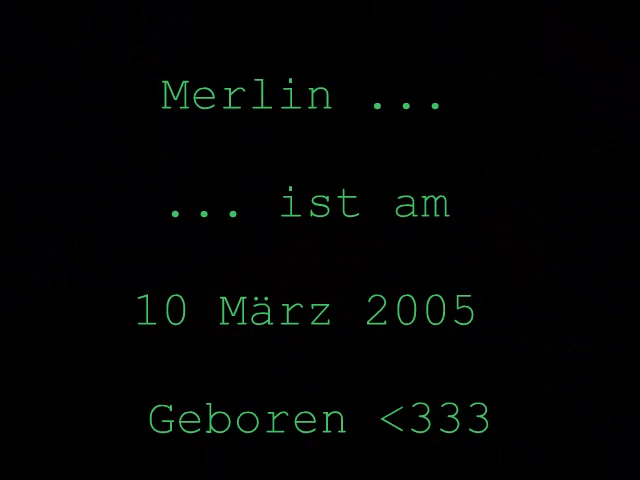 Merlin ...
... ist am
10 März 2005
Geboren <333